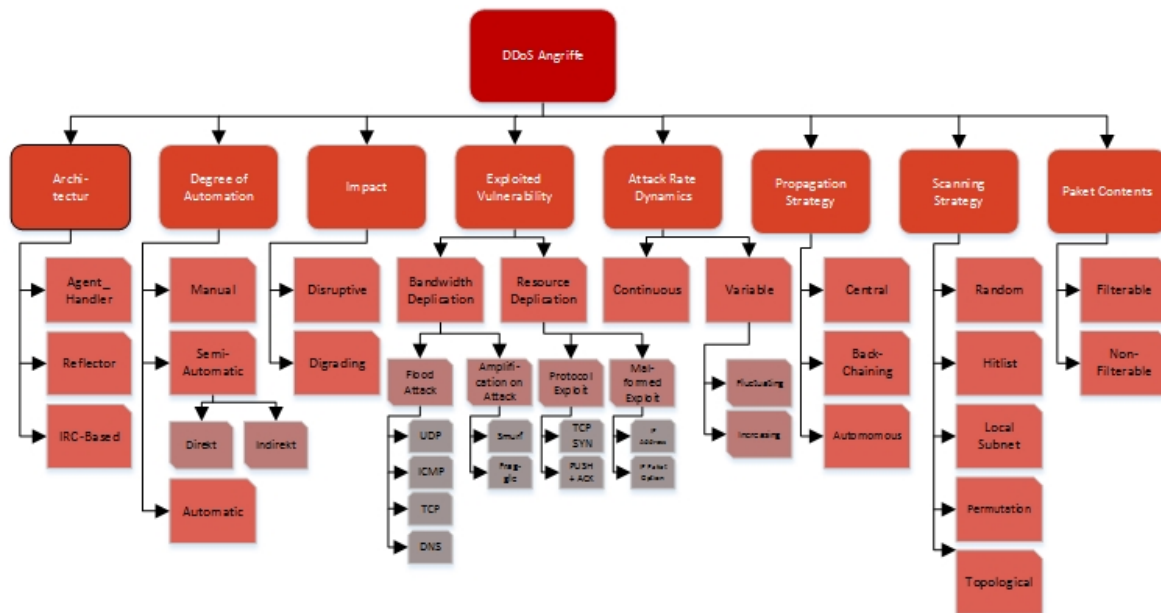 DDoS Angriffe
Archi-
tectur
Degree of
Automation
Impact
Exploited
Vulnerability
Attack Rate
Dynamics
Propagation
Strategy
Scanning
Strategy
Paket Contents
Agent_
Handler
Reflector
IRC-Based
Manual
Semi-
Automatic
Direkt
Indirekt
Automatic
Disruptive
Digrading
Bandwidth
Deplication
Resource
Deplication
Flood
Attack
Amplifi-
cation on
Attack
Protocol
Exploit
Mal-
formed
Exploit
UDP
ICMP
TCP
DNS
Smurf
Frag-
gle
TCP
SYN
PUSH
+ ACK
IP
Address
IP Paket
Option
Continuous
Variable
Fluctuating
Increasing
Central
Back-
Chaining
Automomous
Random
Hitlist
Local
Subnet
Permutation
Topological
Filterable
Non-
Filterable